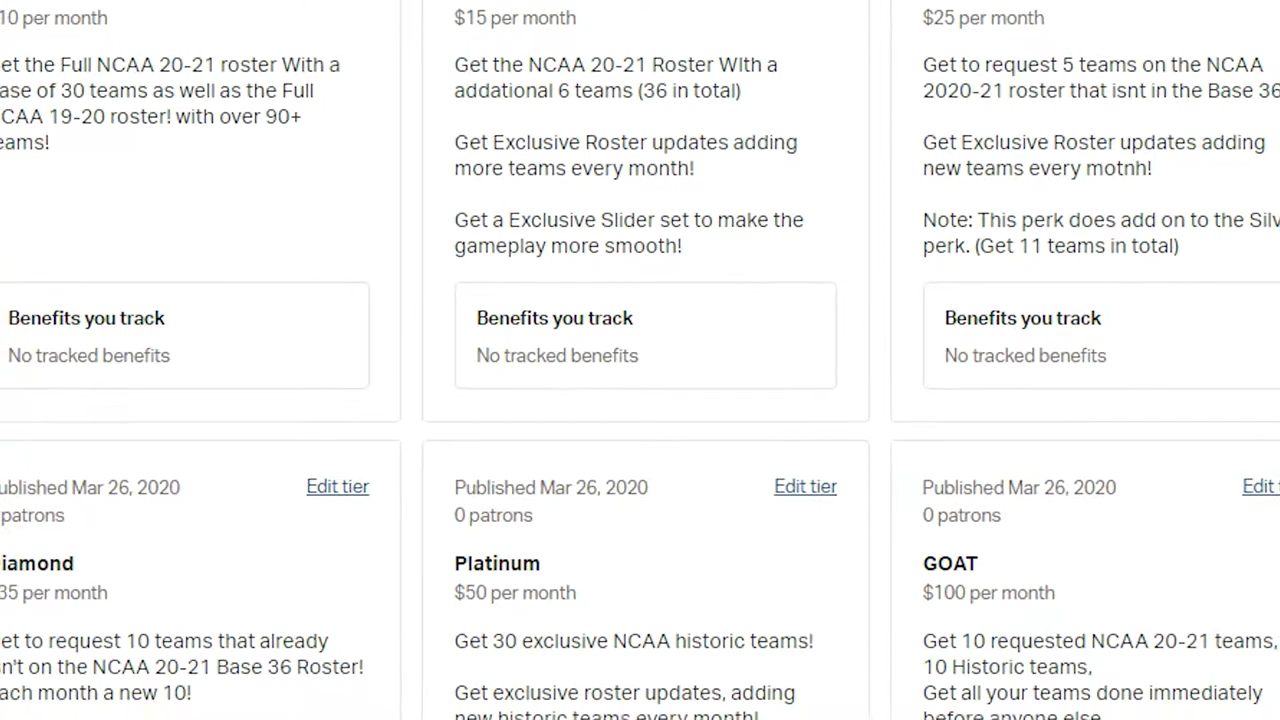 10 per month
et the Full NCAA 20-21 roster With a
ase of 30 teams as well as the Full
CAA 19-20 roster! with over 90+
eams!
Benefits you track
No tracked benefits
$15 per month
Get the NCAA 20-21 Roster WIth a
addational 6 teams (36 in total)
Get Exclusive Roster updates adding
more teams every month!
Get a Exclusive Slider set to make the
gameplay more smooth!
Benefits you track
No tracked benefits
$25 per month
Get to request 5 teams on the NCAA
2020-21 roster that isnt in the Base 36
Get Exclusive Roster updates adding
new teams every motnh!
Note: This perk does add on to the Silv
perk. (Get 11 teams in total)
Benefits you track
No tracked benefits
ublished Mar 26, 2020
Edit tier
patrons
iamond
35 per month
et to request 10 teams that already
n't on the NCAA 20-21 Base 36 Roster!
ach month a new 10!
Published Mar 26, 2020
Edit tier
0 patrons
Platinum
$50 per month
Get 30 exclusive NCAA historic teams!
Get exclusive roster updates, adding
new historic teams every month!
Published Mar 26, 2020
Edit
0 patrons
GOAT
$100 per month
Get 10 requested NCAA 20-21 teams,
10 Historic teams,
Get all your teams done immediately
before anyone else